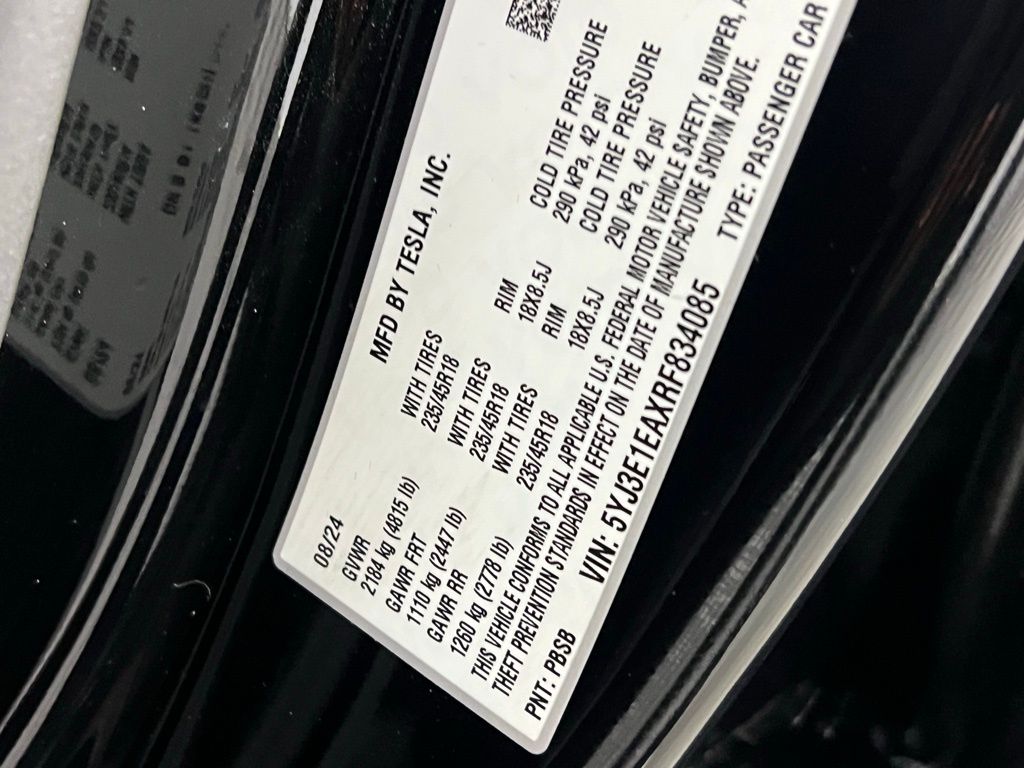 MFD BY TESLA, INC.
08/24
GVWR
2184 kg (4815 lb)
GAWR FRT WITH TIRES RIM COLD TIRE PRESSURE
1110 kg (2447 lb) 235/45R18 18X8.5J 290 kPa, 42 psi
GAWR RR WITH TIRES RIM COLD TIRE PRESSURE
1260 kg (2778 lb) 235/45R18 18X8.5J 290 kPa, 42 psi
WITH TIRES
235/45R18
THIS VEHICLE CONFORMS TO ALL APPLICABLE U.S. FEDERAL MOTOR VEHICLE SAFETY, BUMPER,
THEFT PREVENTION STANDARDS IN EFFECT ON THE DATE OF MANUFACTURE SHOWN ABOVE.
PNT: PBSB VIN: 5YJ3E1EAXRF834085 TYPE: PASSENGER CAR